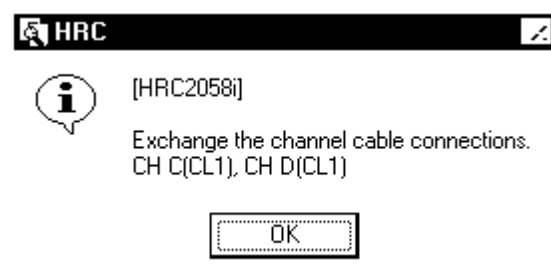 HRC
[HRC2058i]
Exchange the channel cable connections.
CH C(CL1), CH D(CL1)
OK